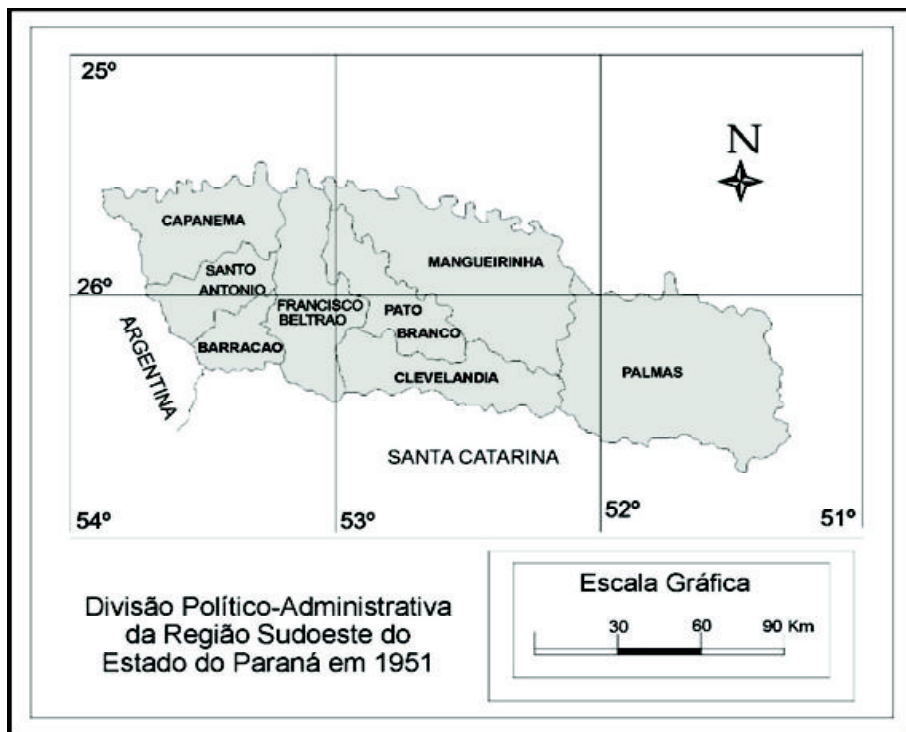 25º
N
CAPANEMA
MANGUEIRINHA
SANTO
ANTONIO
26º
FRANCISCO
BELTRAO
PATO
BRANCO
ARGENTINA
BARRACAO
CLEVELANDIA
PALMAS
SANTA CATARINA
54º
53º
52º
51º
Divisão Político-Administrativa
da Região Sudoeste do
Estado do Paraná em 1951
Escala Gráfica
30 60 90 Km